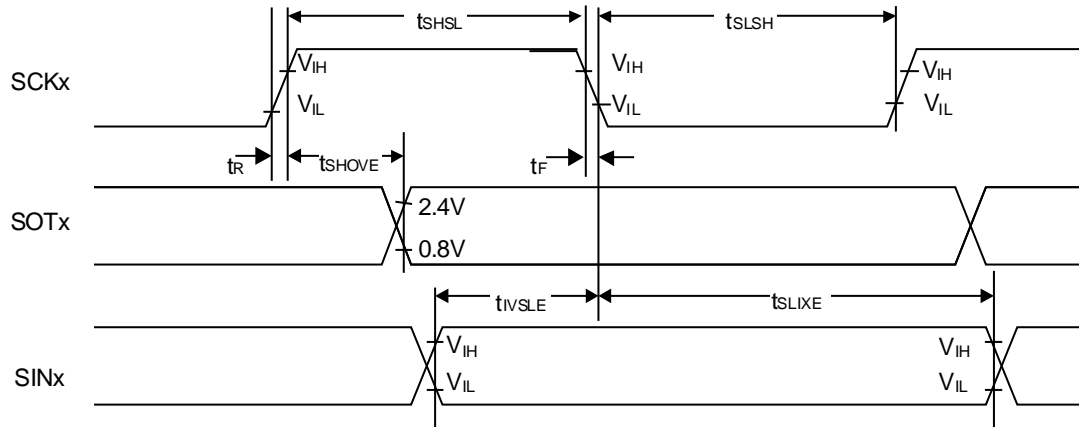 tSHSL tSLSH
SCKx VIH VIH VIH
VIL VIL VIL
tR tSHOVE tF
SOTx 2.4V
0.8V
tIVSLE tSLIXE
VIH VIH
SINx VIL VIL